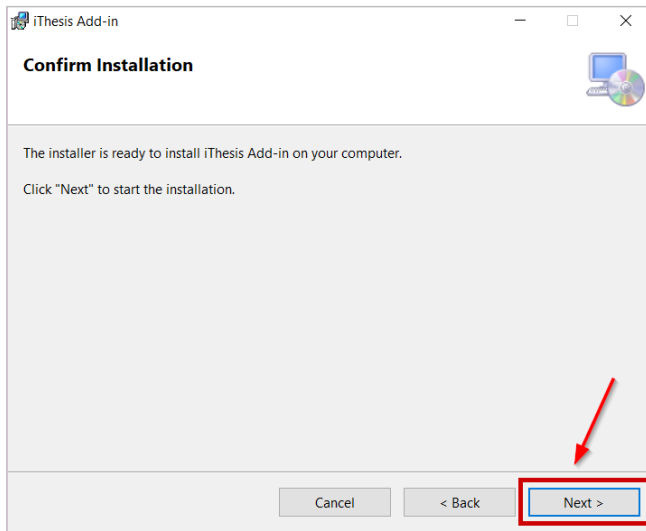 iThesis Add-in
Confirm Installation
The installer is ready to install iThesis Add-in on your computer.
Click "Next" to start the installation.
Cancel
< Back
Next >